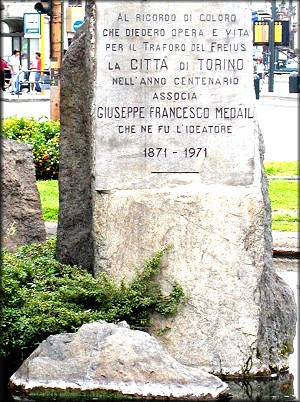 AL RICORDO DI COLORO
CHE DIEDERO OPERA E VITA
PER IL TRAFORO DEL FREJUS
LA CITTÀ DI TORINO
NELL'ANNO CENTENARIO
ASSOCIA
GIUSEPPE FRANCESCO MEDAIL
CHE NE FU L'IDEATORE
1871 - 1971